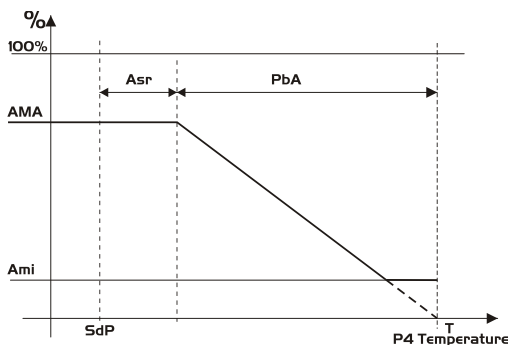 %
100%
Asr
PbA
AMA
Ami
SdP
T
P4 Temperature